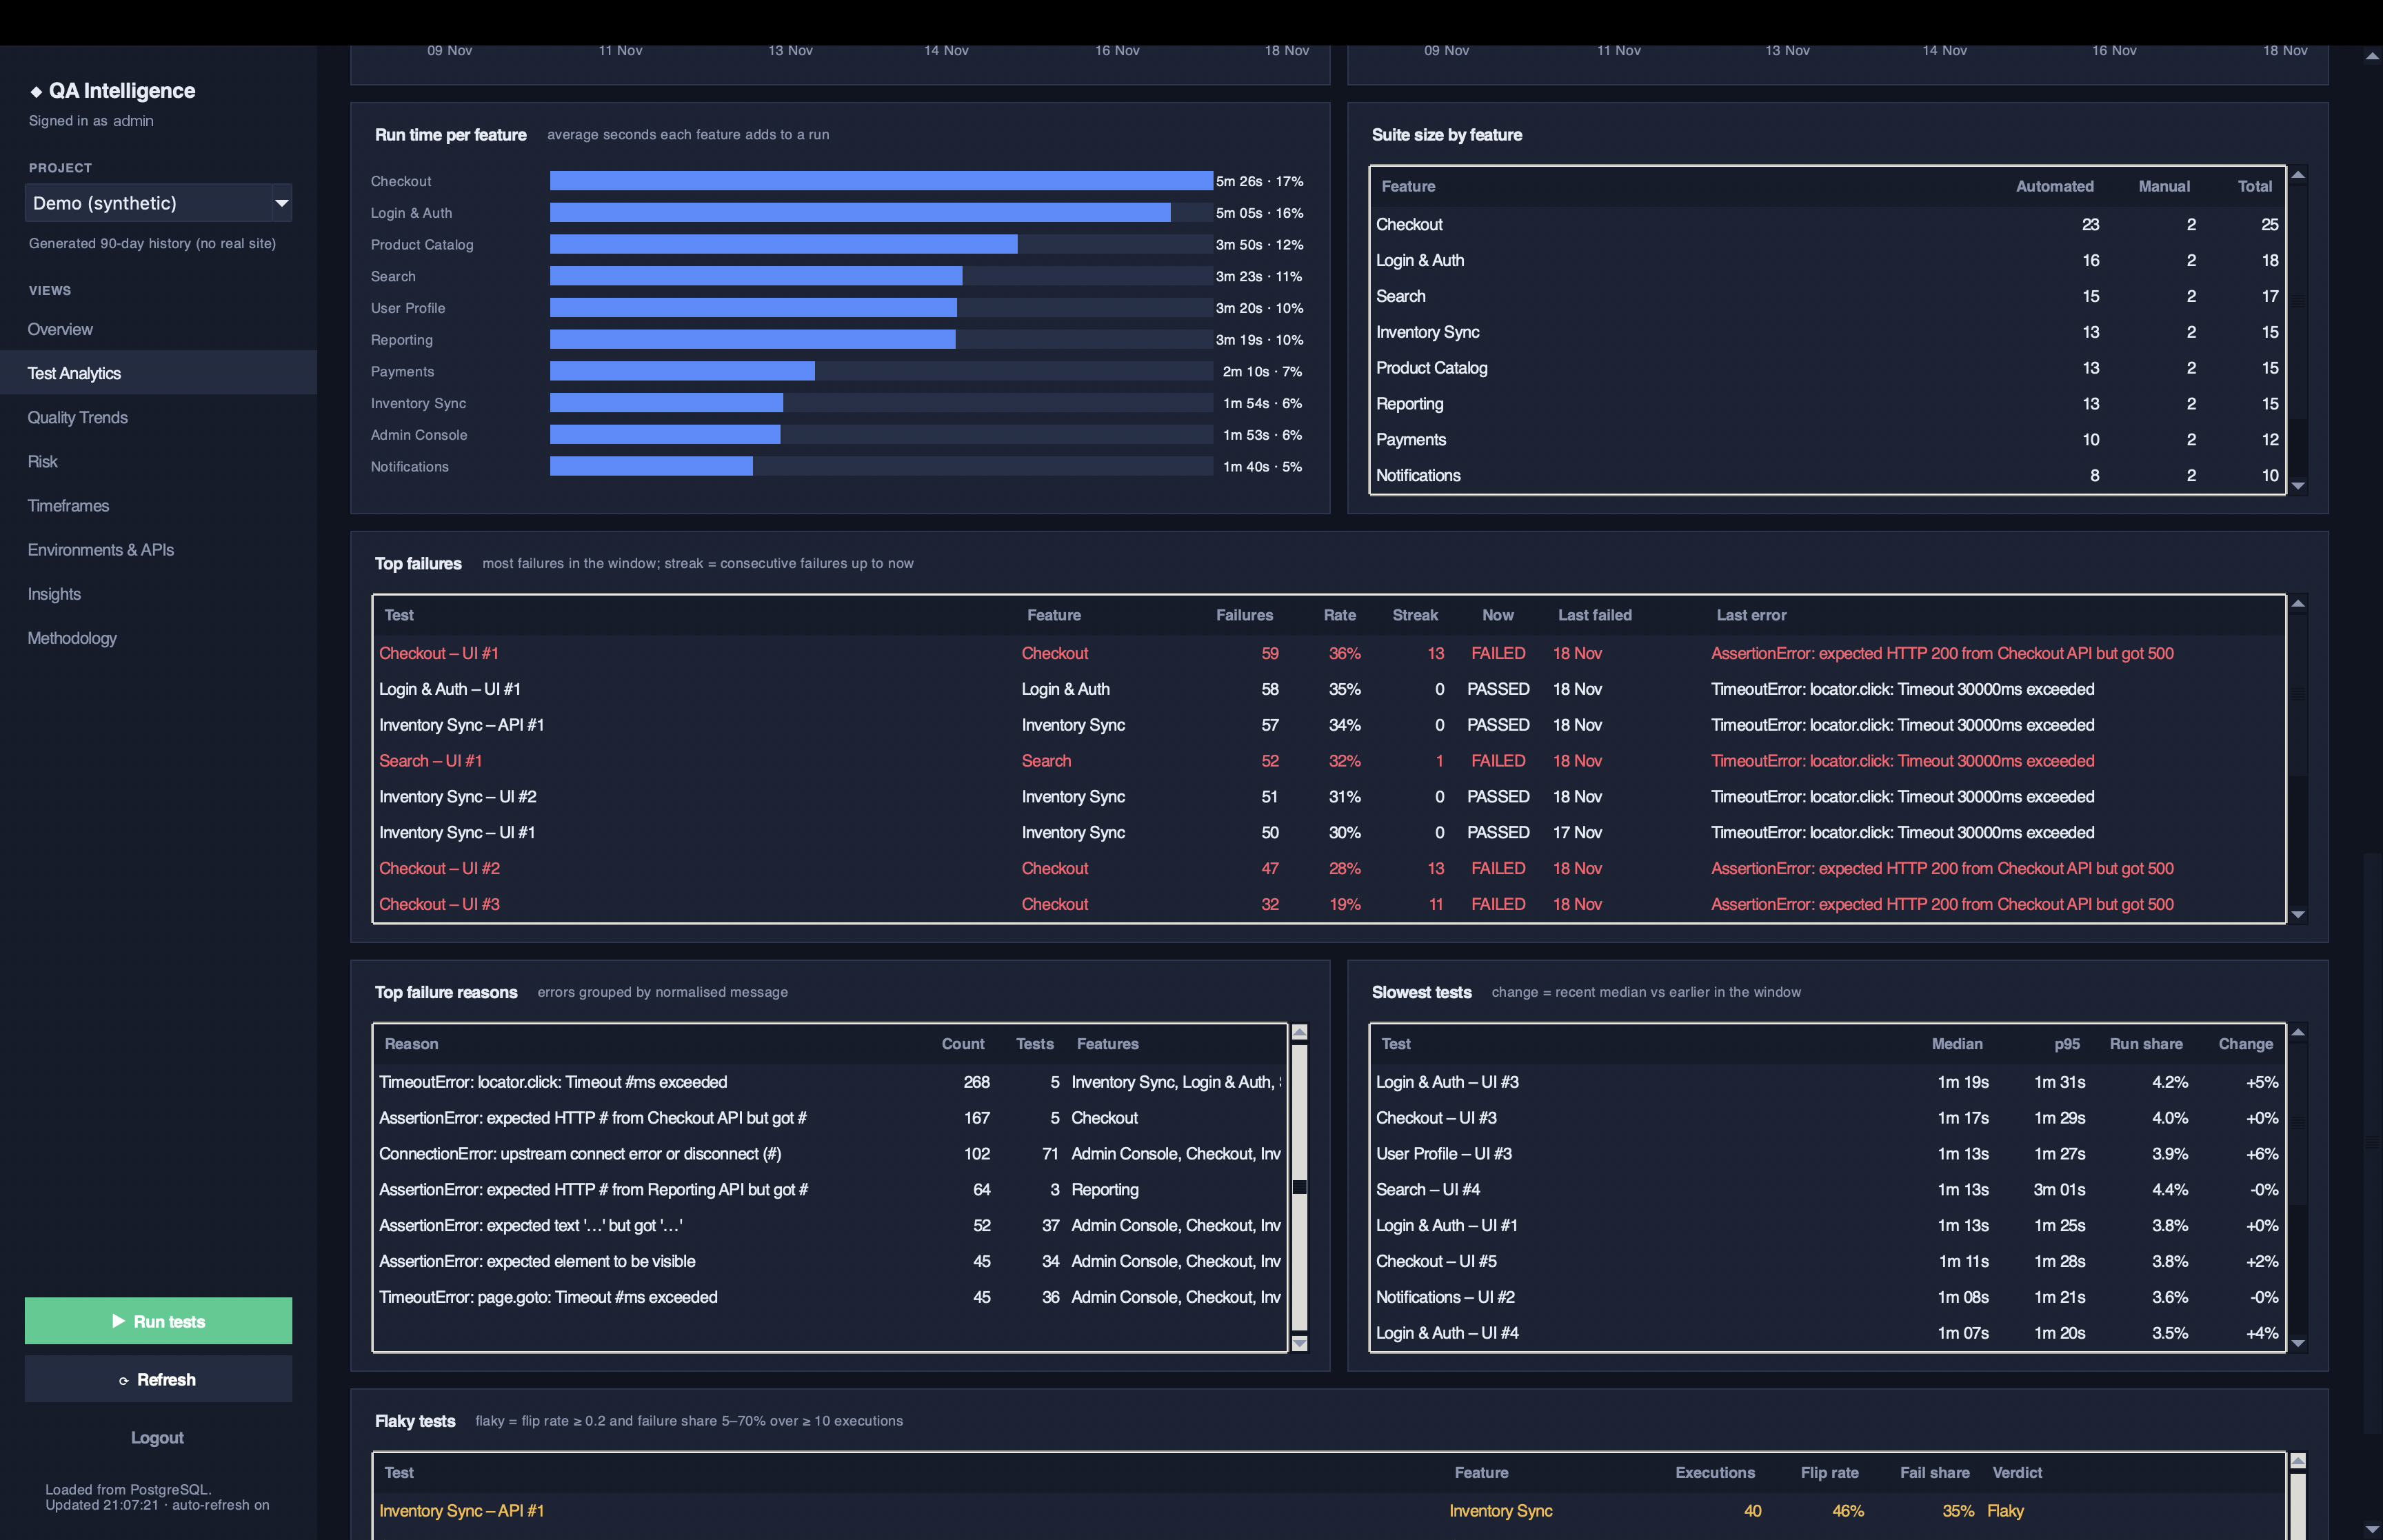 09 Nov 11 Nov 13 Nov 14 Nov 16 Nov 18 Nov
09 Nov 11 Nov 13 Nov 14 Nov 16 Nov 18 Nov
◆ QA Intelligence
Signed in as admin
PROJECT
Demo (synthetic)
Generated 90-day history (no real site)
VIEWS
Overview
Test Analytics
Quality Trends
Risk
Timeframes
Environments & APIs
Insights
Methodology
▶ Run tests
⟳ Refresh
Logout
Loaded from PostgreSQL.
Updated 21:07:21 · auto-refresh on
Run time per feature average seconds each feature adds to a run
Checkout 5m 26s · 17%
Login & Auth 5m 05s · 16%
Product Catalog 3m 50s · 12%
Search 3m 23s · 11%
User Profile 3m 20s · 10%
Reporting 3m 19s · 10%
Payments 2m 10s · 7%
Inventory Sync 1m 54s · 6%
Admin Console 1m 53s · 6%
Notifications 1m 40s · 5%
Suite size by feature
Feature Automated Manual Total
Checkout 23 2 25
Login & Auth 16 2 18
Search 15 2 17
Inventory Sync 13 2 15
Product Catalog 13 2 15
Reporting 13 2 15
Payments 10 2 12
Notifications 8 2 10
Top failures most failures in the window; streak = consecutive failures up to now
Test Feature Failures Rate Streak Now Last failed Last error
Checkout – UI #1 Checkout 59 36% 13 FAILED 18 Nov AssertionError: expected HTTP 200 from Checkout API but got 500
Login & Auth – UI #1 Login & Auth 58 35% 0 PASSED 18 Nov TimeoutError: locator.click: Timeout 30000ms exceeded
Inventory Sync – API #1 Inventory Sync 57 34% 0 PASSED 18 Nov TimeoutError: locator.click: Timeout 30000ms exceeded
Search – UI #1 Search 52 32% 1 FAILED 18 Nov TimeoutError: locator.click: Timeout 30000ms exceeded
Inventory Sync – UI #2 Inventory Sync 51 31% 0 PASSED 18 Nov TimeoutError: locator.click: Timeout 30000ms exceeded
Inventory Sync – UI #1 Inventory Sync 50 30% 0 PASSED 17 Nov TimeoutError: locator.click: Timeout 30000ms exceeded
Checkout – UI #2 Checkout 47 28% 13 FAILED 18 Nov AssertionError: expected HTTP 200 from Checkout API but got 500
Checkout – UI #3 Checkout 32 19% 11 FAILED 18 Nov AssertionError: expected HTTP 200 from Checkout API but got 500
Top failure reasons errors grouped by normalised message
Reason Count Tests Features
TimeoutError: locator.click: Timeout #ms exceeded 268 5 Inventory Sync, Login & Auth,
AssertionError: expected HTTP # from Checkout API but got # 167 5 Checkout
ConnectionError: upstream connect error or disconnect (#) 102 71 Admin Console, Checkout, Inv
AssertionError: expected HTTP # from Reporting API but got # 64 3 Reporting
AssertionError: expected text '…' but got '…' 52 37 Admin Console, Checkout, Inv
AssertionError: expected element to be visible 45 34 Admin Console, Checkout, Inv
TimeoutError: page.goto: Timeout #ms exceeded 45 36 Admin Console, Checkout, Inv
Slowest tests change = recent median vs earlier in the window
Test Median p95 Run share Change
Login & Auth – UI #3 1m 19s 1m 31s 4.2% +5%
Checkout – UI #3 1m 17s 1m 29s 4.0% +0%
User Profile – UI #3 1m 13s 1m 27s 3.9% +6%
Search – UI #4 1m 13s 3m 01s 4.4% -0%
Login & Auth – UI #1 1m 13s 1m 25s 3.8% +0%
Checkout – UI #5 1m 11s 1m 28s 3.8% +2%
Notifications – UI #2 1m 08s 1m 21s 3.6% -0%
Login & Auth – UI #4 1m 07s 1m 20s 3.5% +4%
Flaky tests flaky = flip rate ≥ 0.2 and failure share 5–70% over ≥ 10 executions
Test Feature Executions Flip rate Fail share Verdict
Inventory Sync – API #1 Inventory Sync 40 46% 35% Flaky